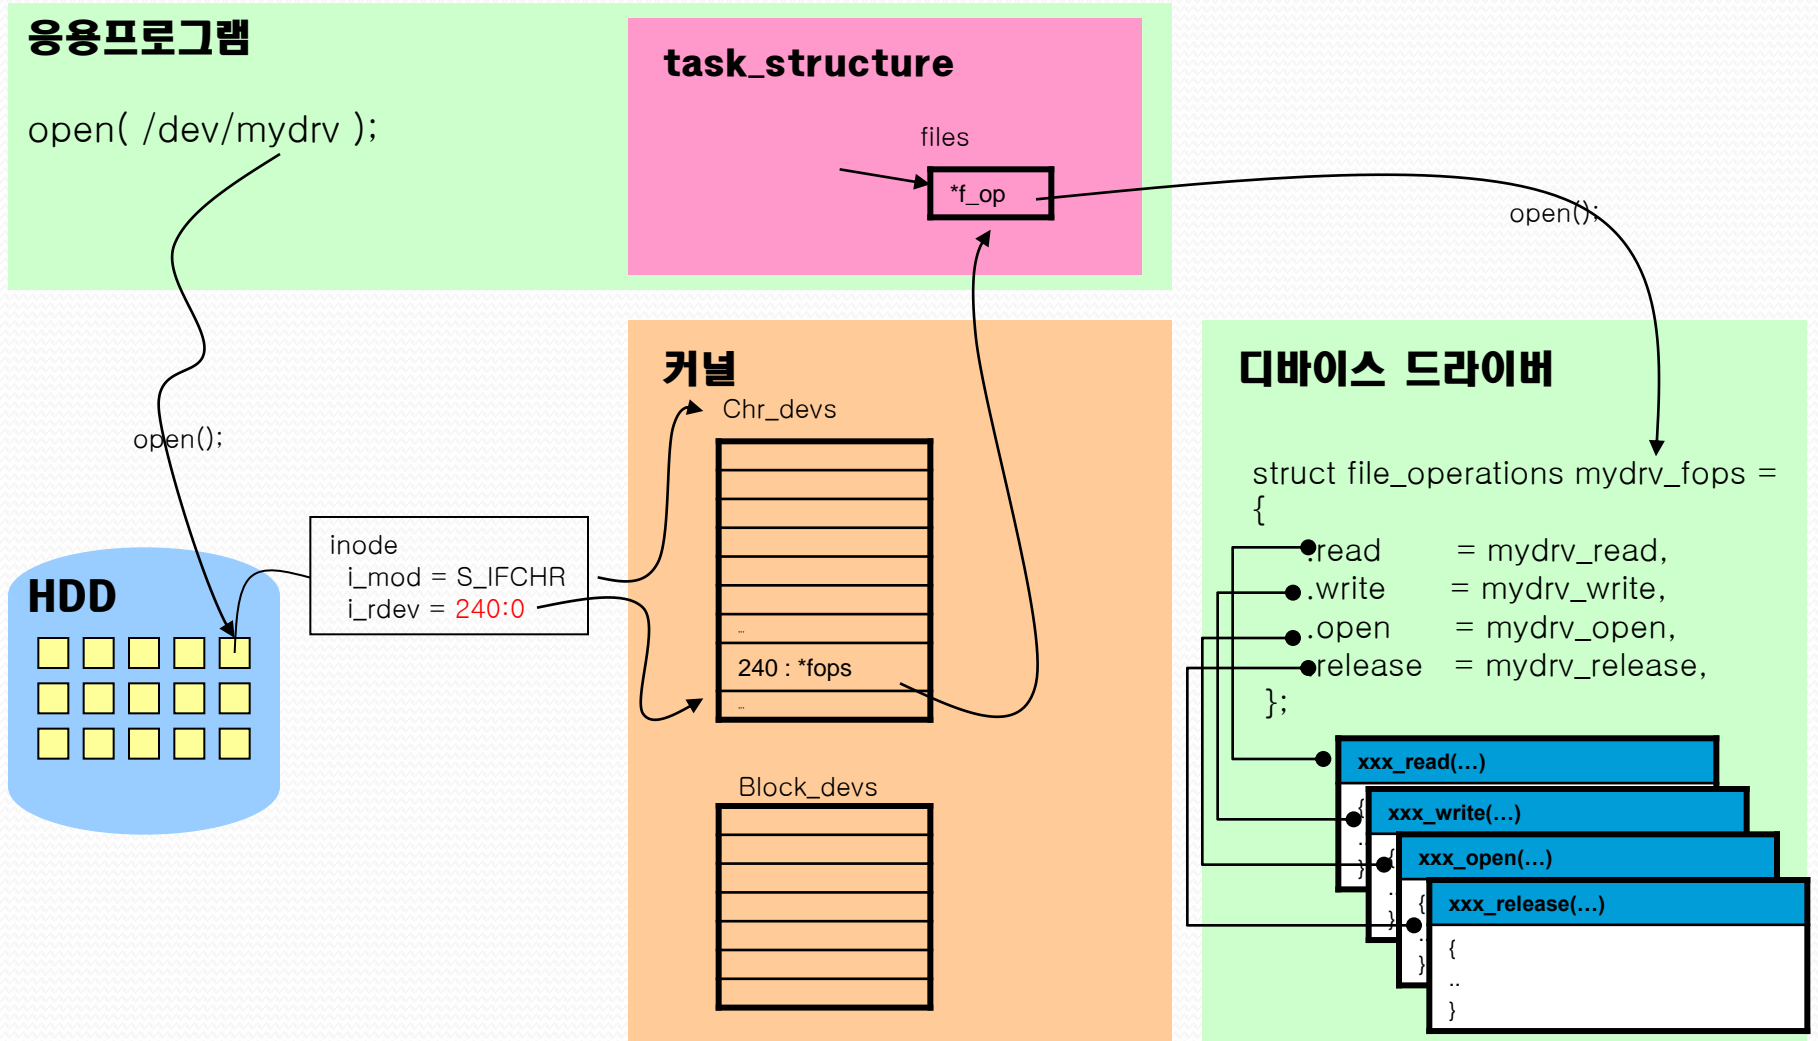 응용프로그램
open( /dev/mydrv );
task_structure
files
*f_op
open();
open();
HDD
inode
i_mod = S_IFCHR
i_rdev = 240:0
커널
Chr_devs
...
240 : *fops
...
Block_devs
디바이스 드라이버
struct file_operations mydrv_fops =
{
.read = mydrv_read,
.write = mydrv_write,
.open = mydrv_open,
.release = mydrv_release,
};
xxx_read(...)
{
..
}
xxx_write(...)
{
..
}
xxx_open(...)
{
..
}
xxx_release(...)
{
..
}